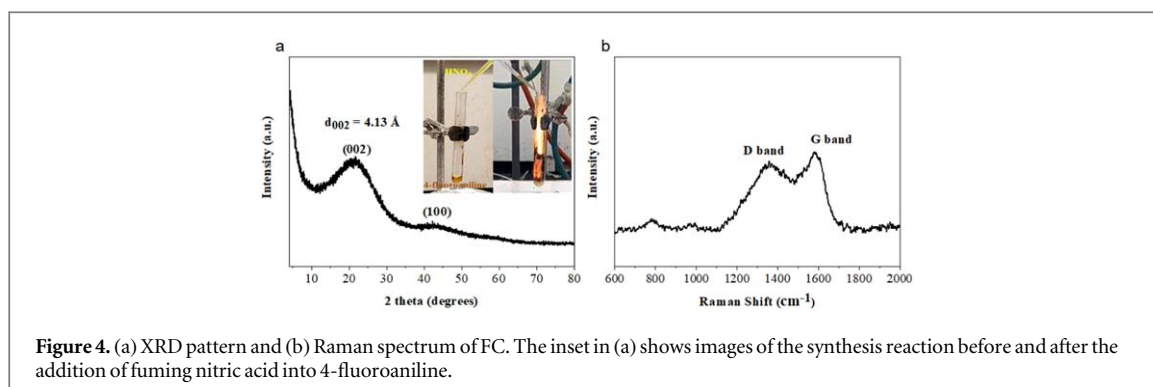 a
d002 = 4.13 Å
(002)
(100)
HNO3
4-fluoroaniline
Intensity (a.u.)
10 20 30 40 50 60 70 80
2 theta (degrees)
b
D band
G band
Intensity (a.u.)
600 800 1000 1200 1400 1600 1800 2000
Raman Shift (cm⁻¹)
Figure 4. (a) XRD pattern and (b) Raman spectrum of FC. The inset in (a) shows images of the synthesis reaction before and after the
addition of fuming nitric acid into 4-fluoroaniline.